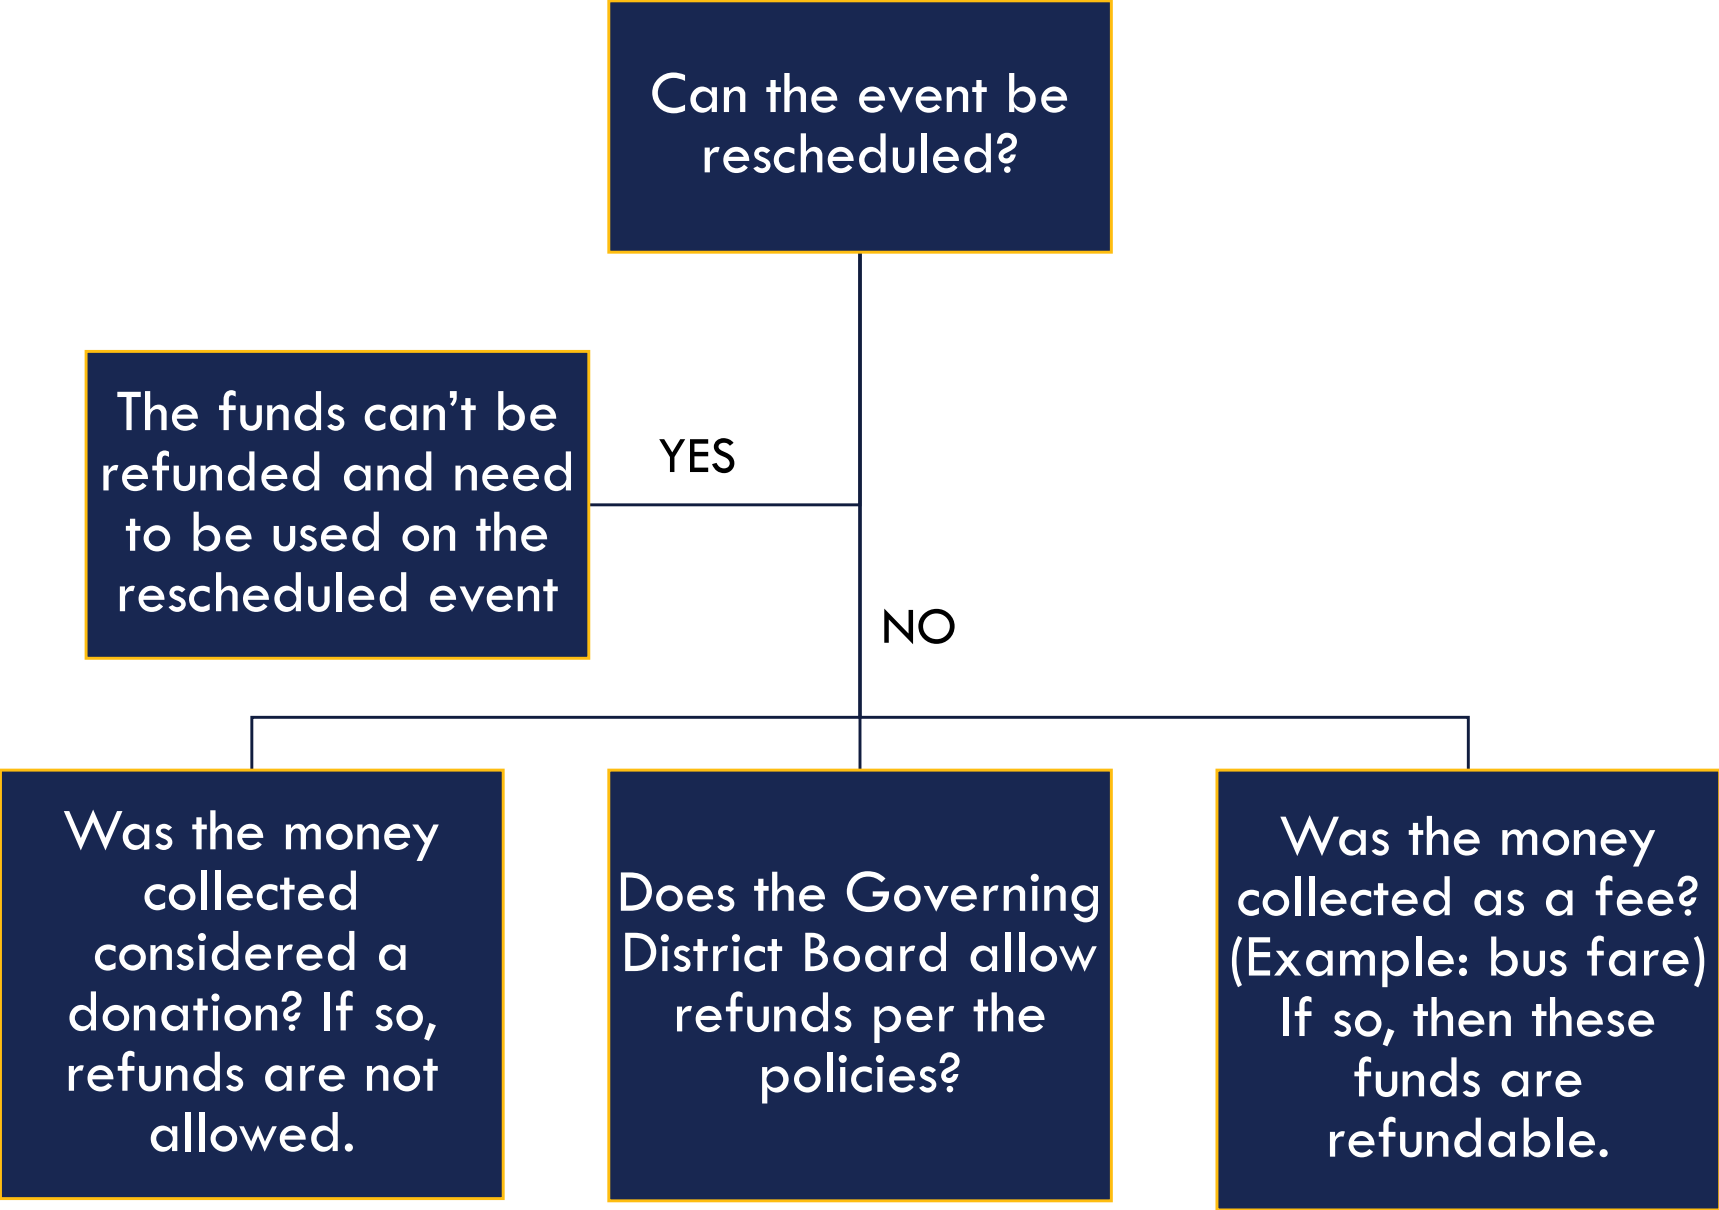 Can the event be
rescheduled?
The funds can’t be
refunded and need
to be used on the
rescheduled event
YES
NO
Was the money
collected
considered a
donation? If so,
refunds are not
allowed.
Does the Governing
District Board allow
refunds per the
policies?
Was the money
collected as a fee?
(Example: bus fare)
If so, then these
funds are
refundable.